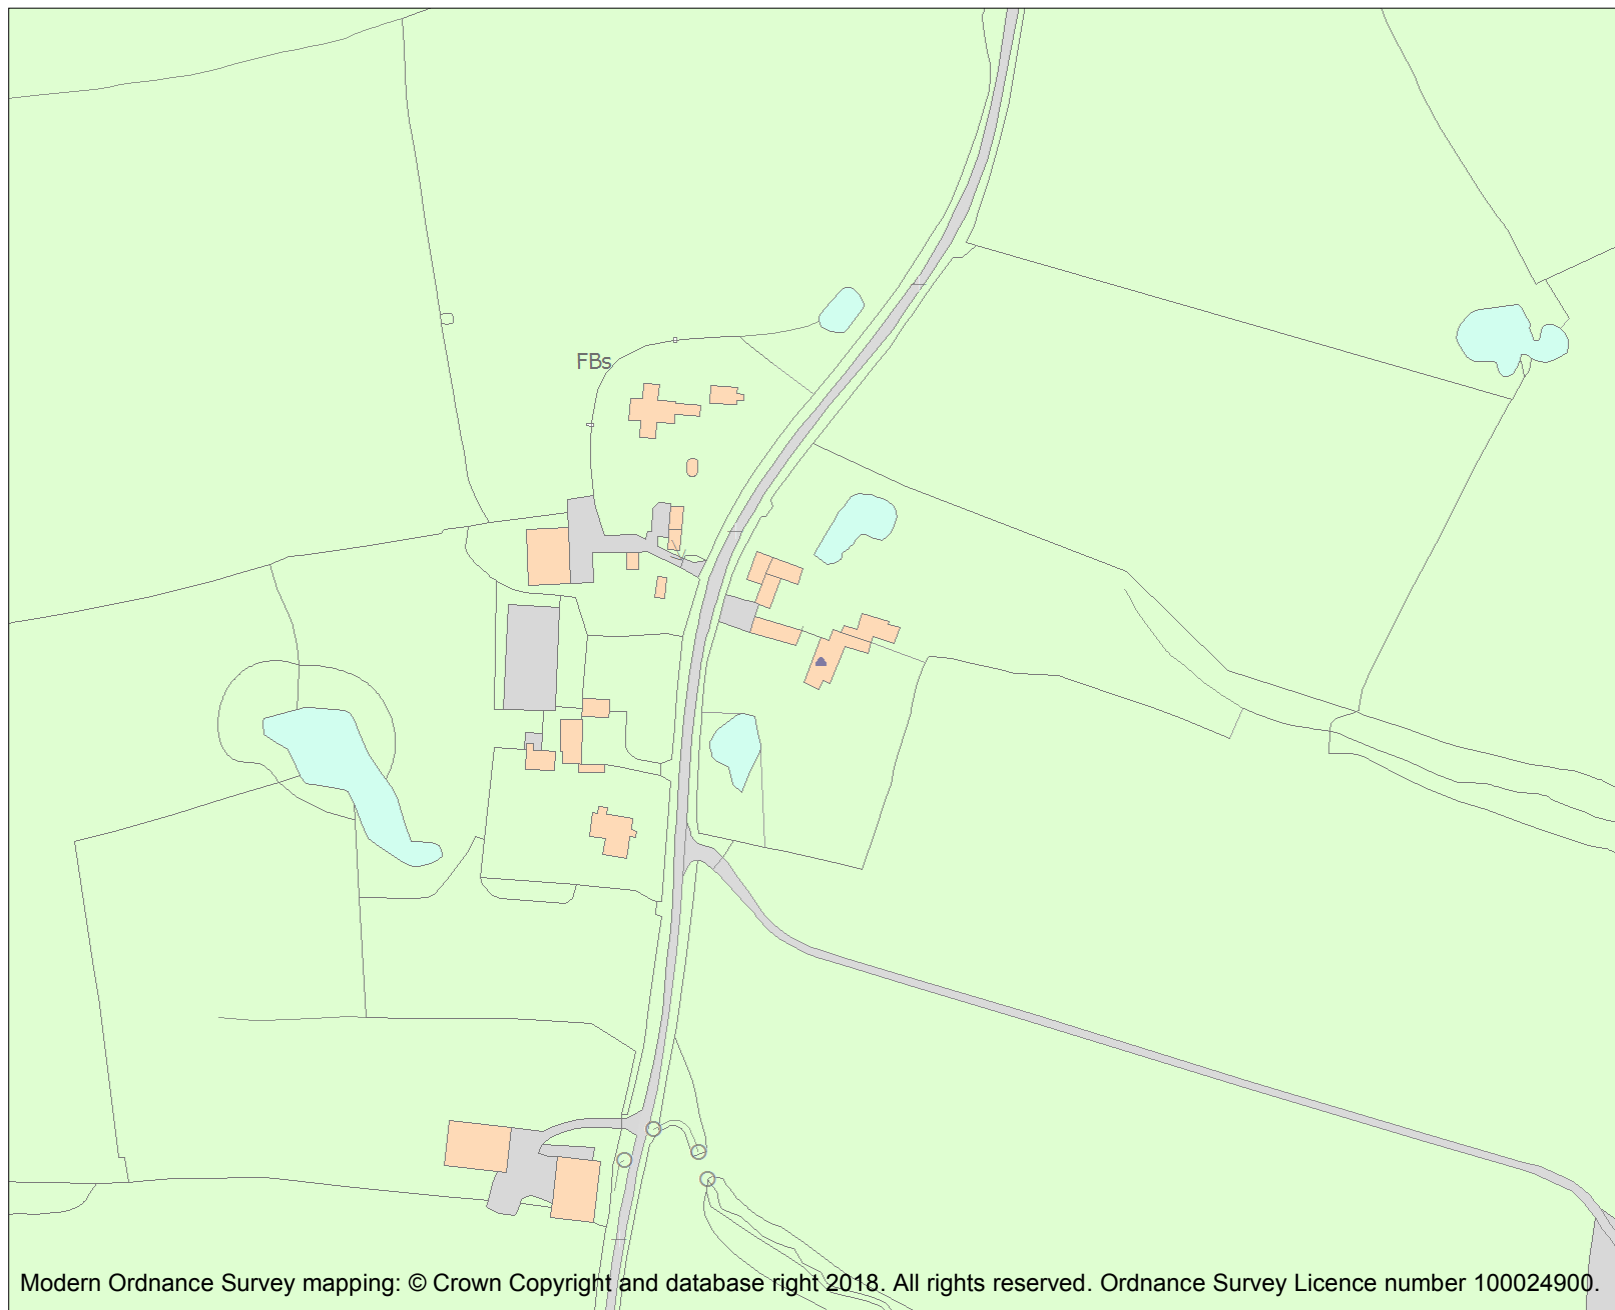 FBs
Modern Ordnance Survey mapping: © Crown Copyright and database right 2018. All rights reserved. Ordnance Survey Licence number 100024900.